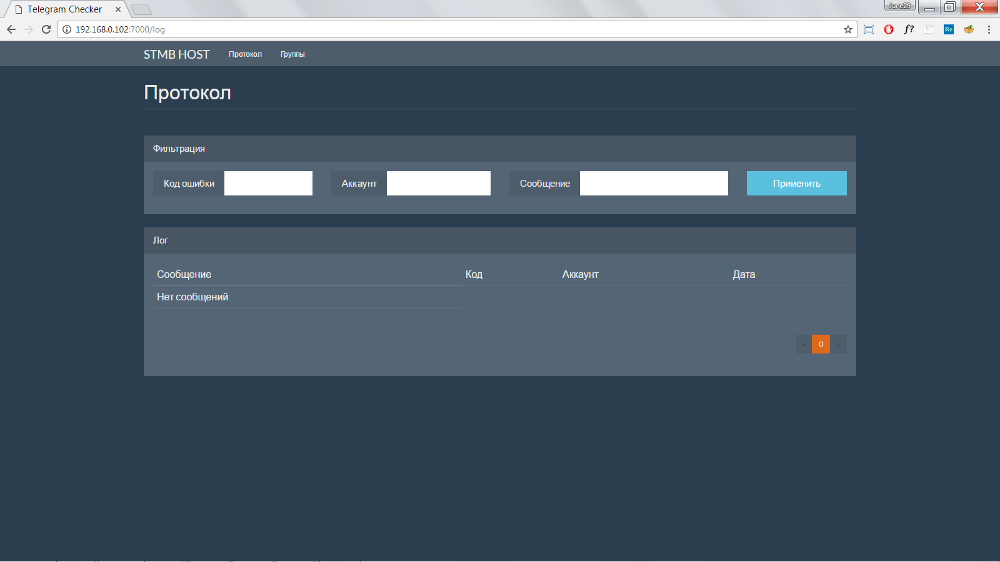 Telegram Checker
June29
192.168.0.102:7000/log
f?
Re
STMB HOST Протокол Группы
Протокол
Фильтрация
Код ошибки Аккаунт Сообщение Применить
Лог
Сообщение Код Аккаунт Дата
Нет сообщений
0